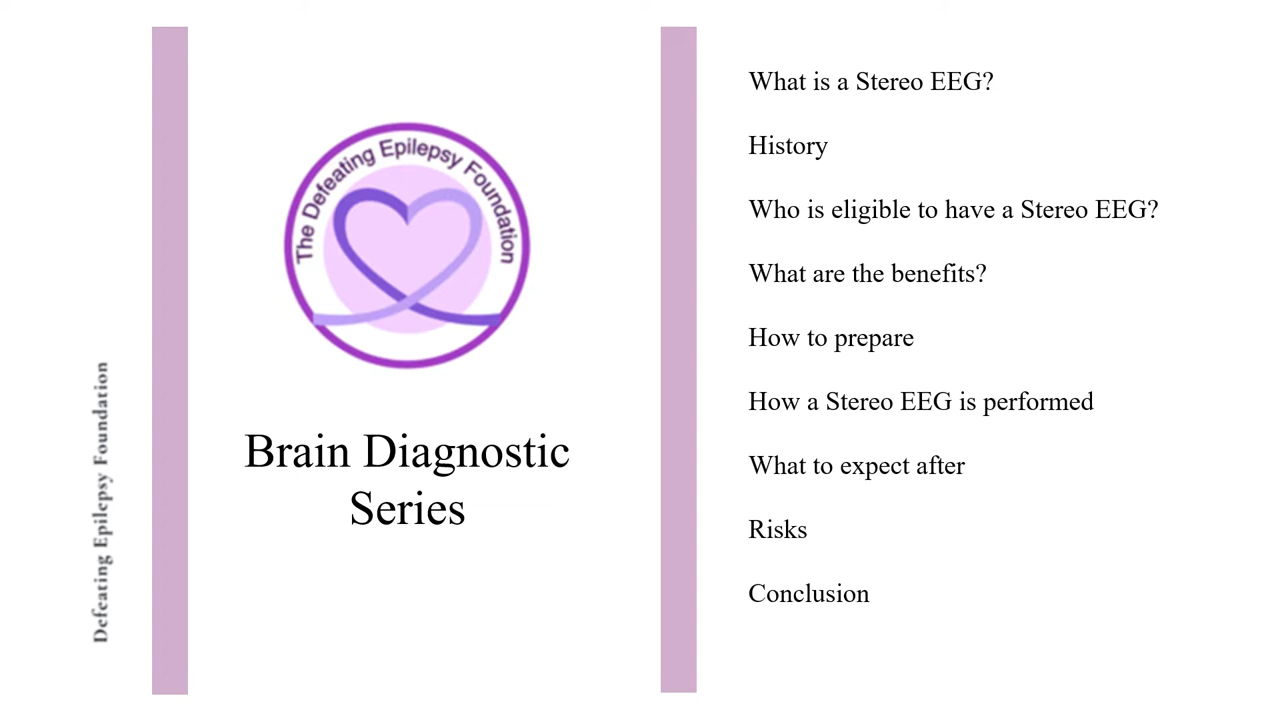 Defeating Epilepsy Foundation
The Defeating Epilepsy Foundation
Brain Diagnostic
Series
What is a Stereo EEG?
History
Who is eligible to have a Stereo EEG?
What are the benefits?
How to prepare
How a Stereo EEG is performed
What to expect after
Risks
Conclusion